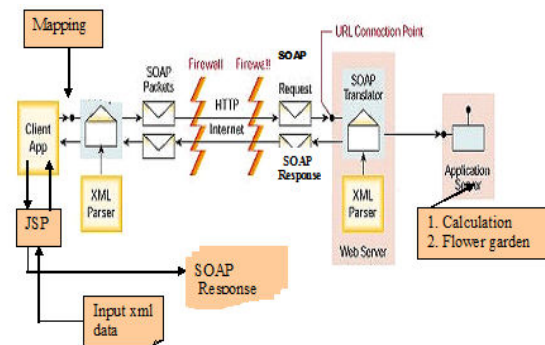 Mapping
Firewall
Firewall
SOAP
URL Connection Point
SOAP
Packets
HTTP
Request
SOAP
Translator
Client
App
Internet
SOAP
Response
Application
Server
XML
Parser
XML
Parser
JSP
1. Calculation
2. Flower garden
Web Server
SOAP
Response
Input xml
data